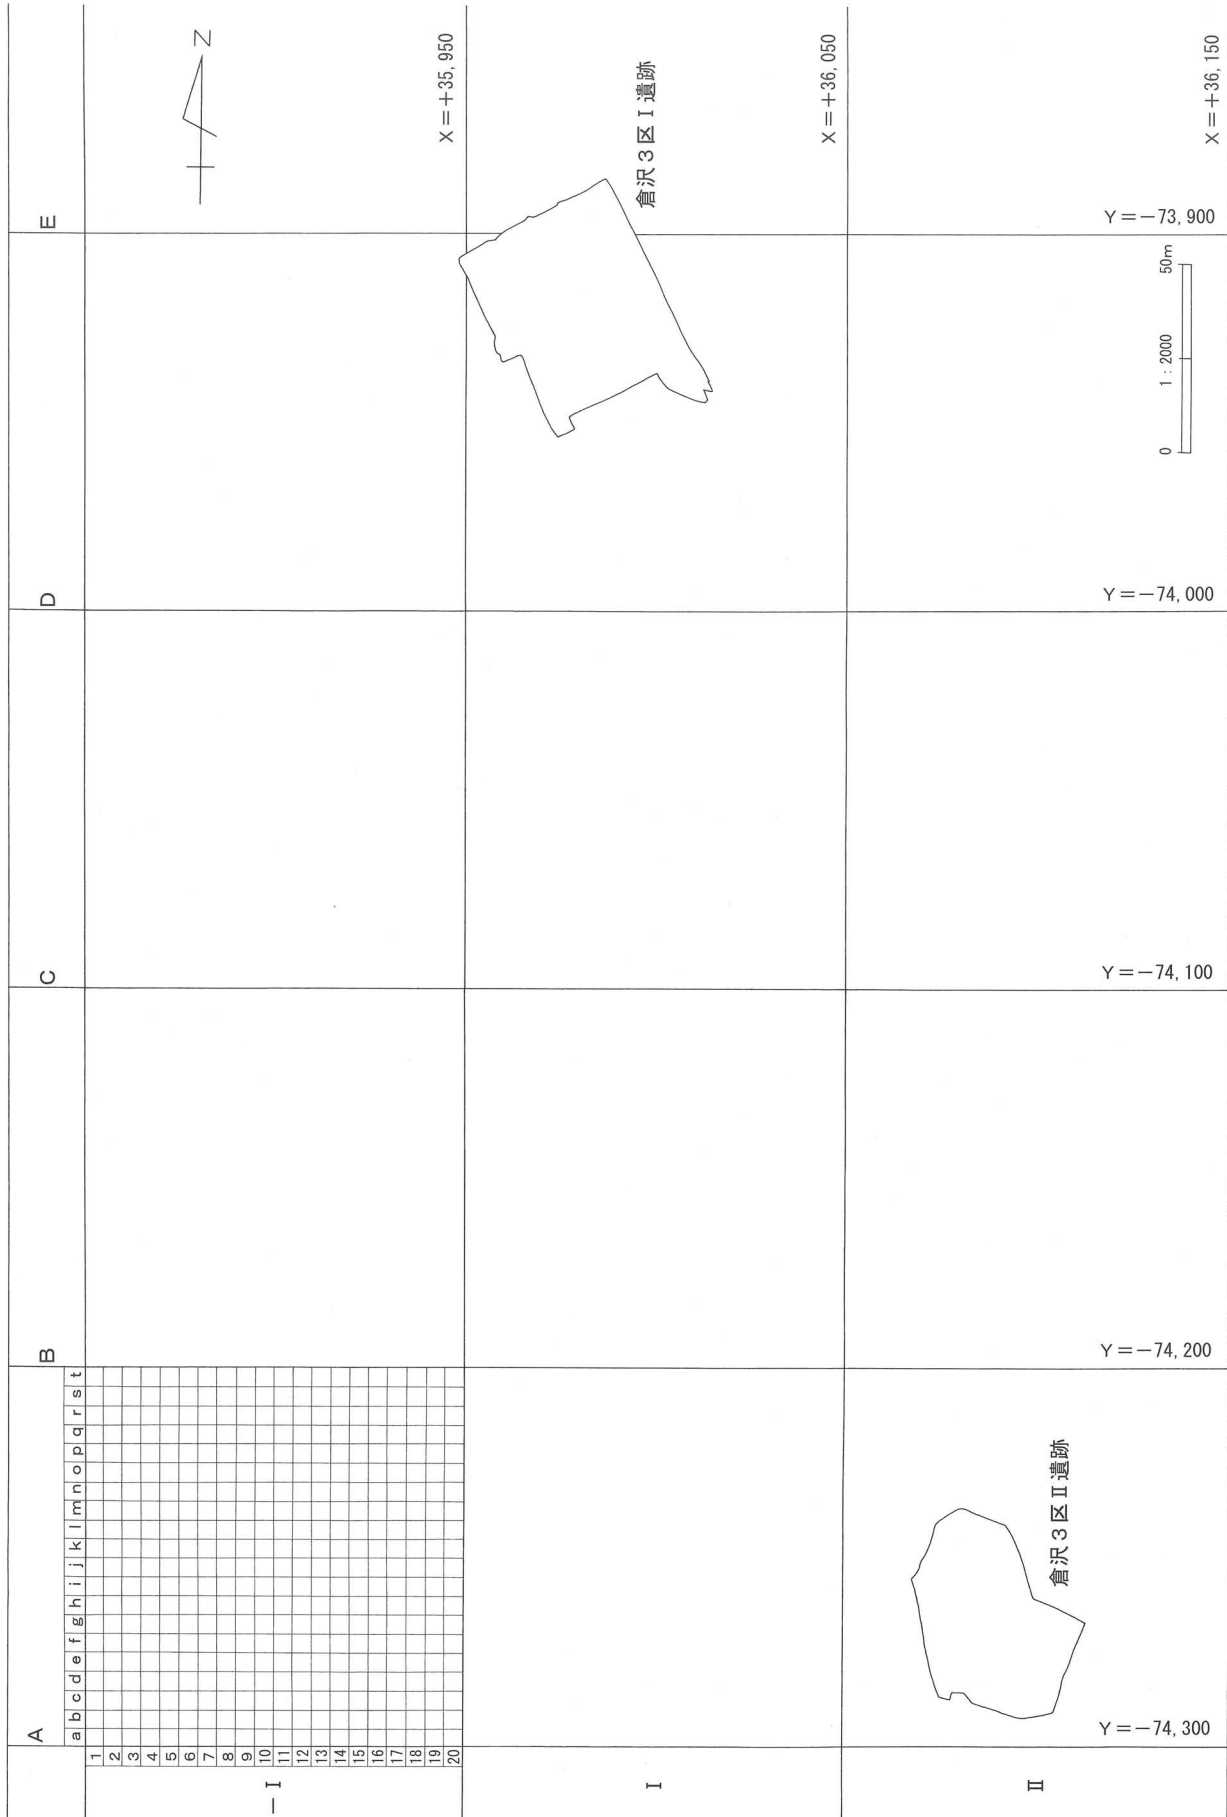 A
B
C
D
E
a b c d e f g h i j k l m n o p q r s t
1
2
3
4
5
6
7
8
9
10
11
12
13
14
15
16
17
18
19
20
－I
I
II
Z
X＝＋35,950
X＝＋36,050
X＝＋36,150
倉沢3区I遺跡
倉沢3区II遺跡
Y＝－73,900
Y＝－74,000
Y＝－74,100
Y＝－74,200
Y＝－74,300
0 1:2000 50m